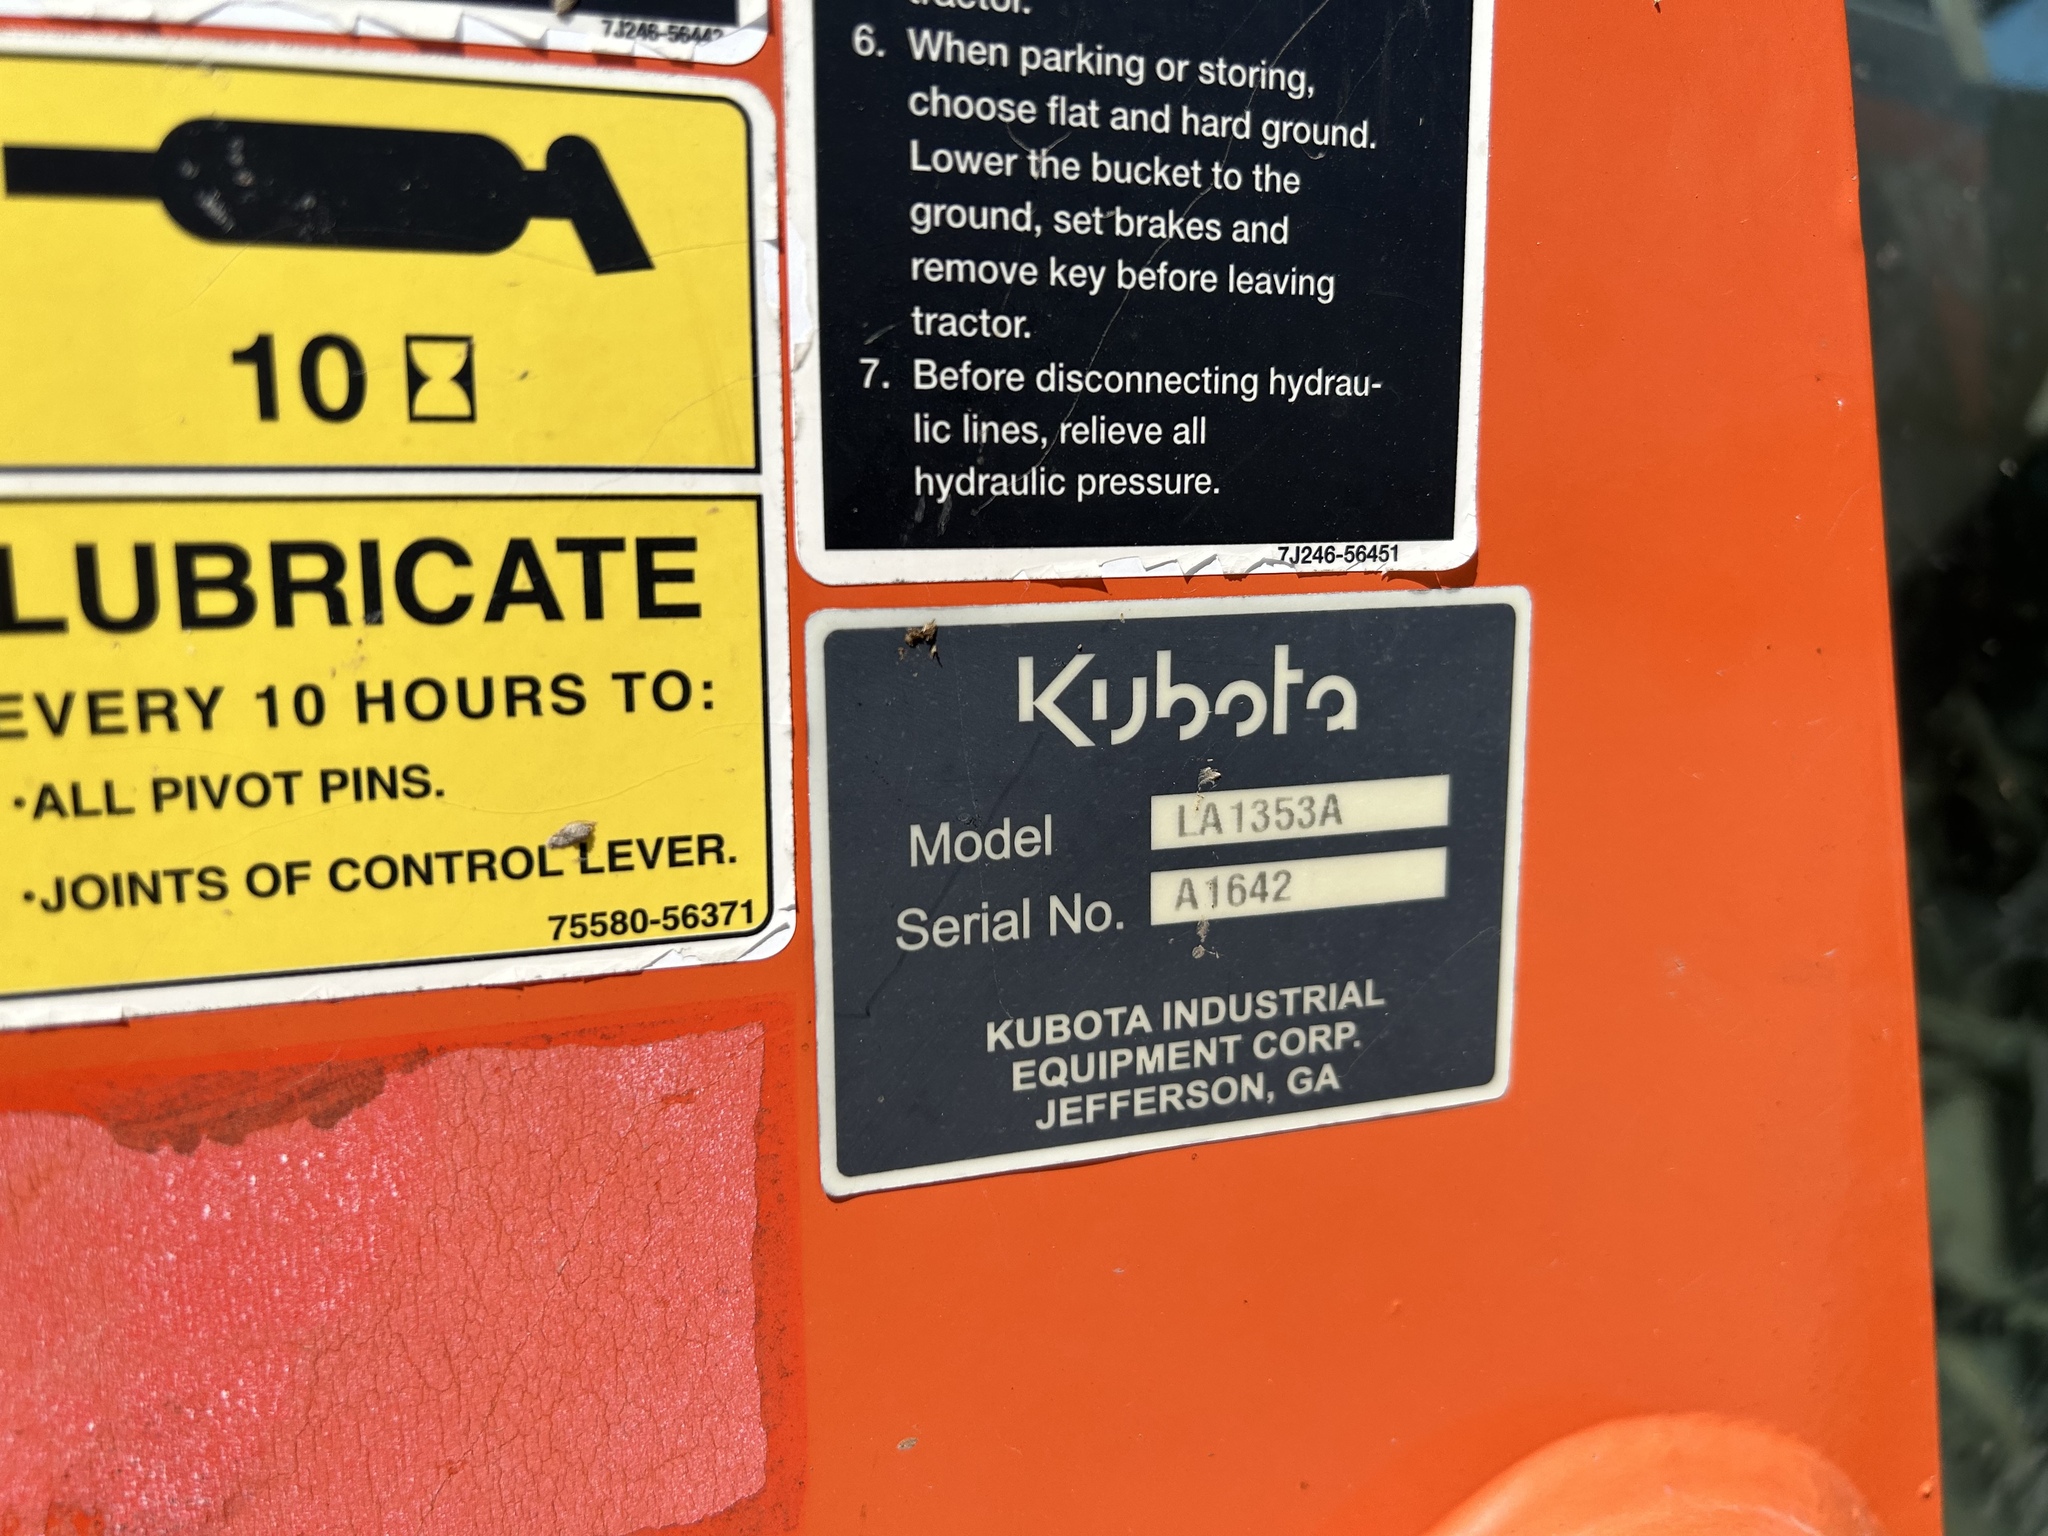 7J246-56442
10
LUBRICATE
EVERY 10 HOURS TO:
·ALL PIVOT PINS.
·JOINTS OF CONTROL LEVER.
75580-56371
tractor.
6. When parking or storing,
choose flat and hard ground.
Lower the bucket to the
ground, set brakes and
remove key before leaving
tractor.
7. Before disconnecting hydrau-
lic lines, relieve all
hydraulic pressure.
7J246-56451
Kubota
Model LA1353A
Serial No. A1642
KUBOTA INDUSTRIAL
EQUIPMENT CORP.
JEFFERSON, GA